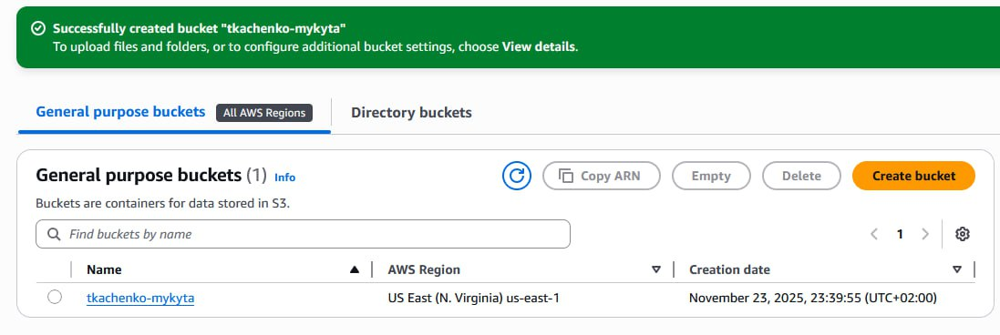 Successfully created bucket "tkachenko-mykyta"
To upload files and folders, or to configure additional bucket settings, choose View details.
General purpose buckets All AWS Regions Directory buckets
General purpose buckets (1) Info Copy ARN Empty Delete Create bucket
Buckets are containers for data stored in S3.
Find buckets by name 1
Name AWS Region Creation date
tkachenko-mykyta US East (N. Virginia) us-east-1 November 23, 2025, 23:39:55 (UTC+02:00)